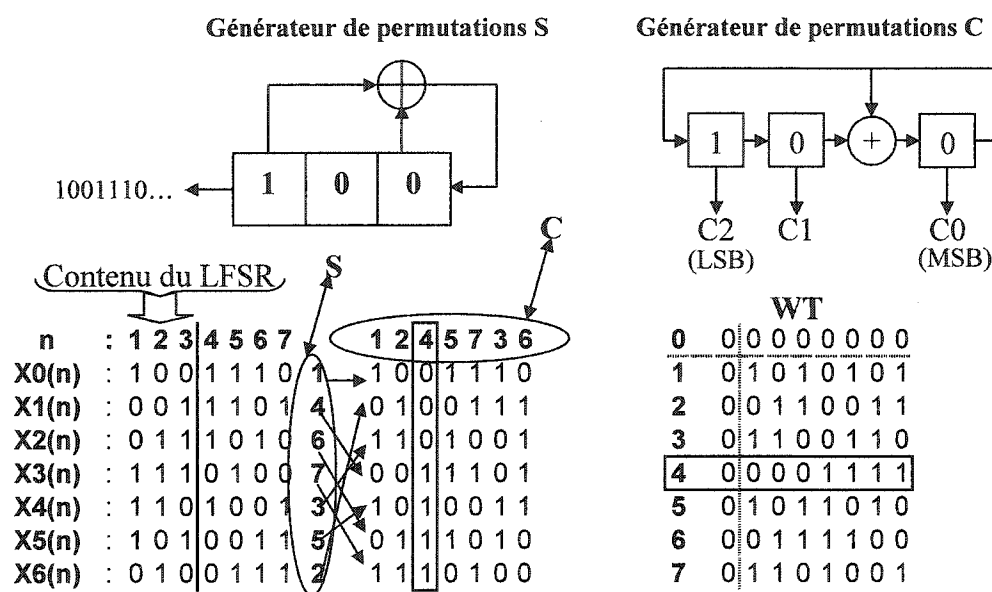 Générateur de permutations S
Générateur de permutations C
1001110...
1 0 0
1 0 + 0
C2 C1 C0
(LSB) (MSB)
Contenu du LFSR
S
C
n : 1 2 3 4 5 6 7
X0(n) : 1 0 0 1 1 1 0 1
X1(n) : 0 0 1 1 1 0 1 4
X2(n) : 0 1 1 1 0 1 0 6
X3(n) : 1 1 1 0 1 0 0 7
X4(n) : 1 1 0 1 0 0 1 3
X5(n) : 1 0 1 0 0 1 1 5
X6(n) : 0 1 0 0 1 1 1 2
1 2 4 5 7 3 6
1 0 0 1 1 1 0
0 1 0 0 1 1 1
1 1 0 1 0 0 1
0 0 1 1 1 0 1
1 0 1 0 0 1 1
0 1 1 1 0 1 0
1 1 1 0 1 0 0
WT
0 0 0 0 0 0 0 0 0
1 0 1 0 1 0 1 0 1
2 0 0 1 1 0 0 1 1
3 0 1 1 0 0 1 1 0
4 0 0 0 0 1 1 1 1
5 0 1 0 1 1 0 1 0
6 0 0 1 1 1 1 0 0
7 0 1 1 0 1 0 0 1